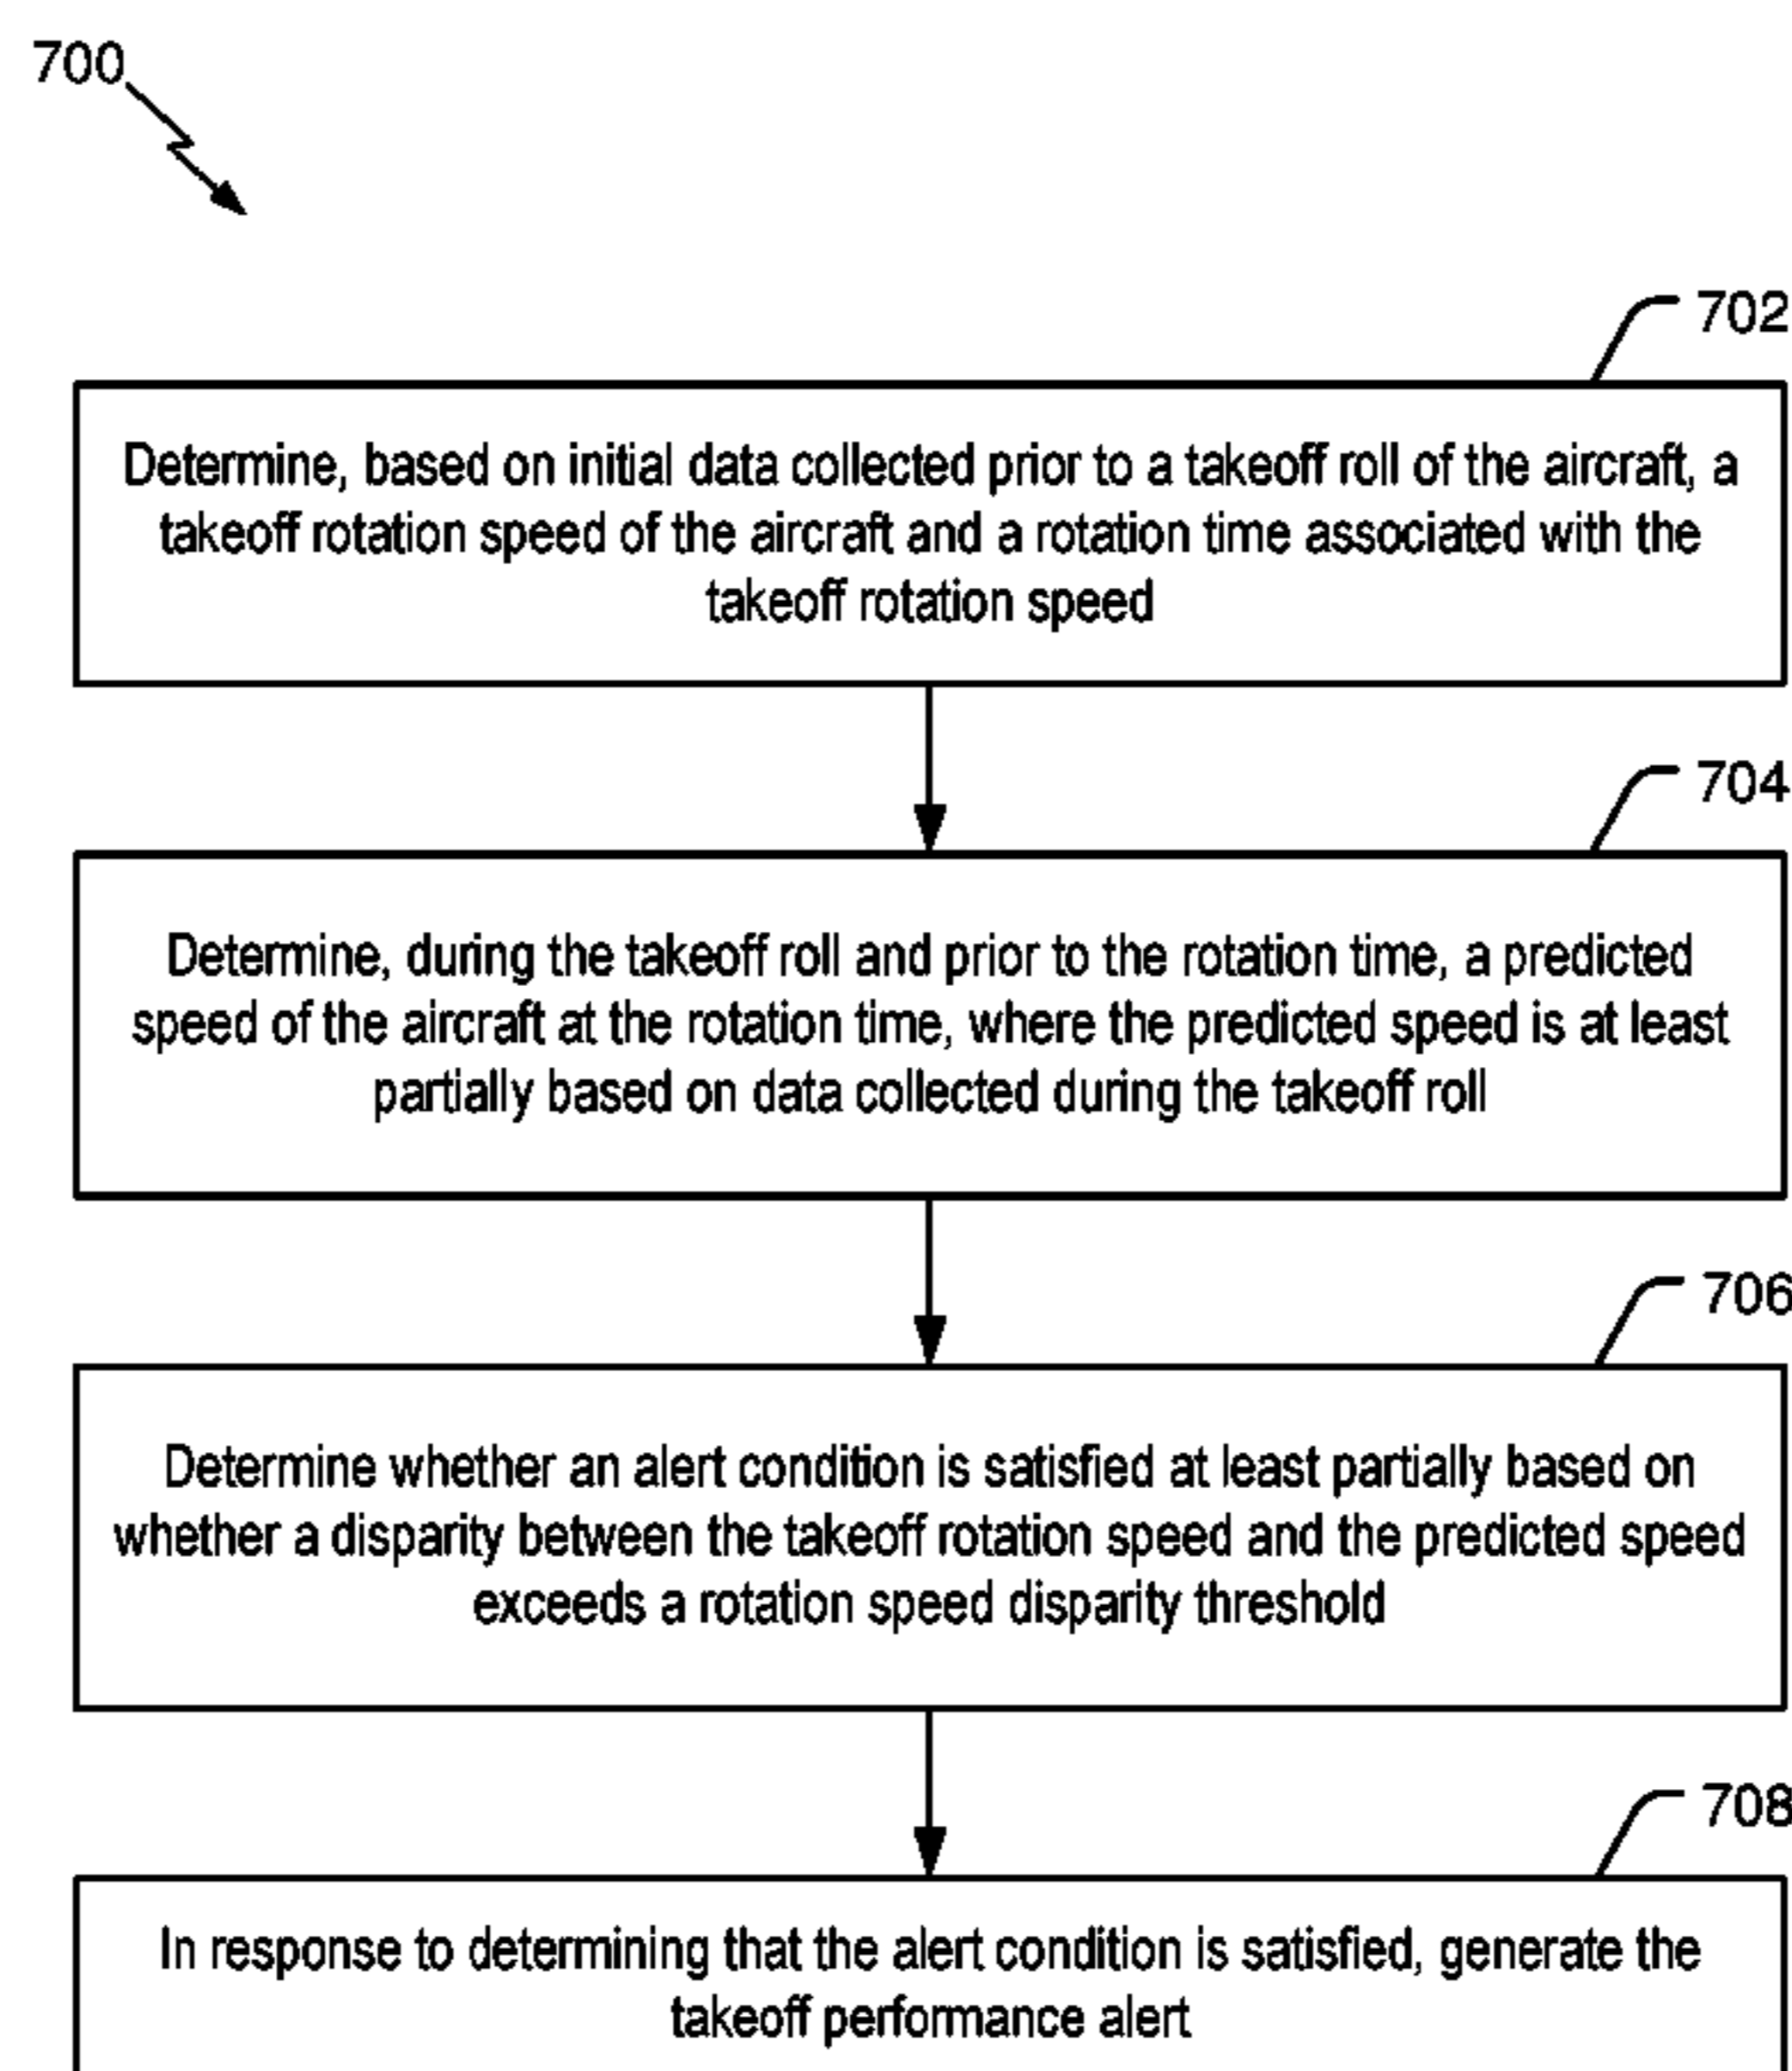 700
702
Determine, based on initial data collected prior to a takeoff roll of the aircraft, a
takeoff rotation speed of the aircraft and a rotation time associated with the
takeoff rotation speed
704
Determine, during the takeoff roll and prior to the rotation time, a predicted
speed of the aircraft at the rotation time, where the predicted speed is at least
partially based on data collected during the takeoff roll
706
Determine whether an alert condition is satisfied at least partially based on
whether a disparity between the takeoff rotation speed and the predicted speed
exceeds a rotation speed disparity threshold
708
In response to determining that the alert condition is satisfied, generate the
takeoff performance alert